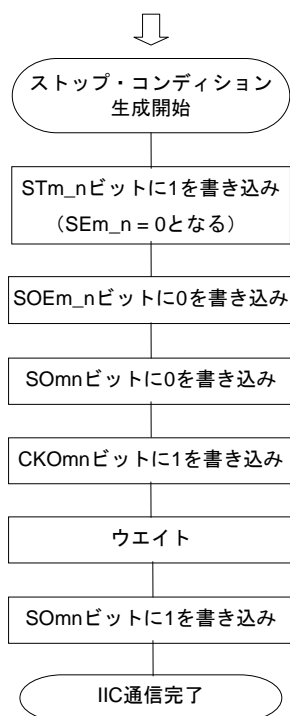 ストップ・コンディション
生成開始
STm_nビットに1を書き込み
（SEm_n = 0となる）
SOEm_nビットに0を書き込み
SOmnビットに0を書き込み
CKOmnビットに1を書き込み
ウエイト
SOmnビットに1を書き込み
IIC通信完了